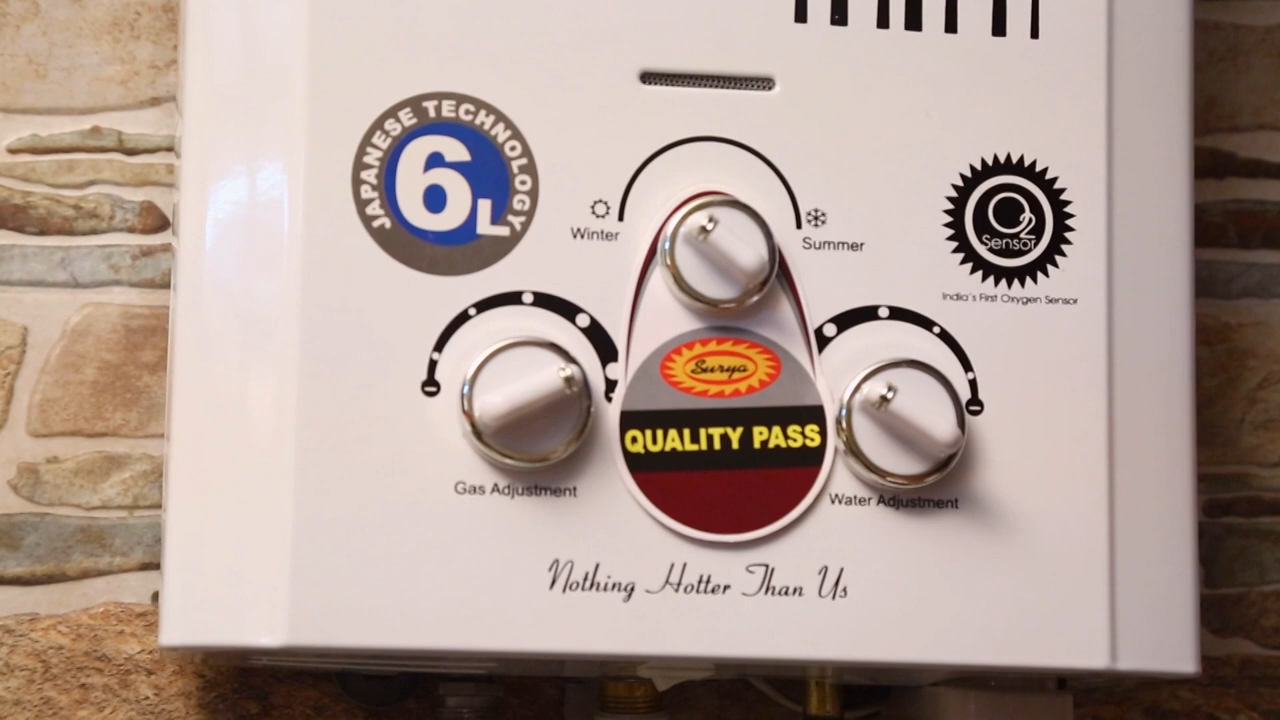 JAPANESE TECHNOLOGY
6L
Winter
Summer
O2
Sensor
India's First Oxygen Sensor
Surya
QUALITY PASS
Gas Adjustment
Water Adjustment
Nothing Hotter Than Us